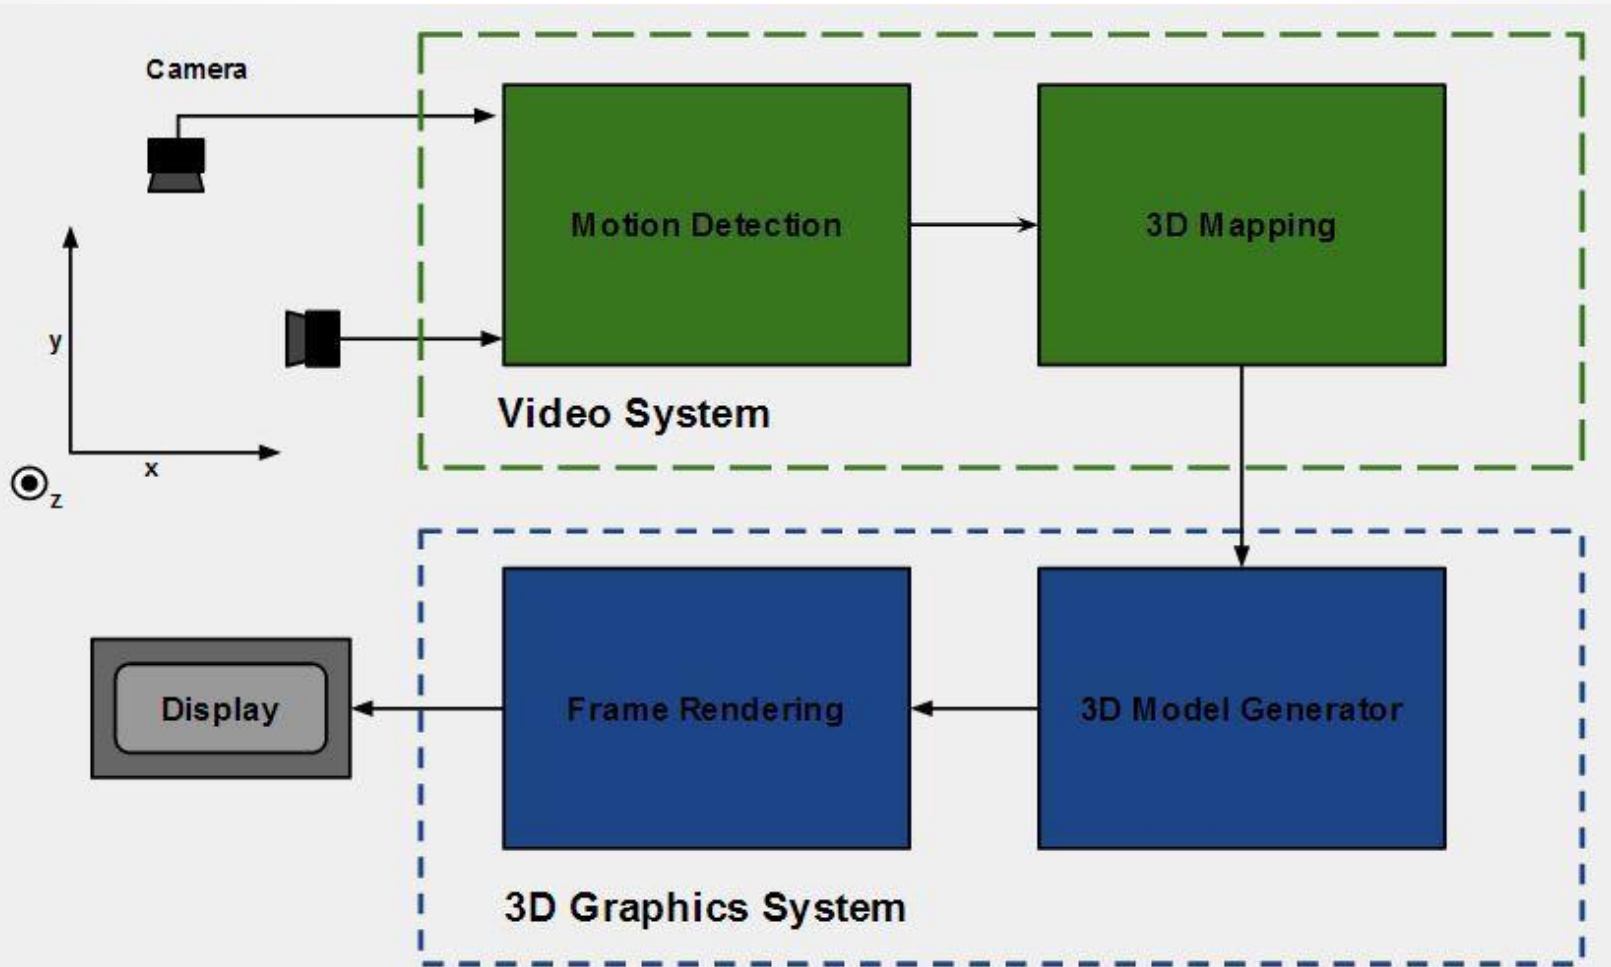 Camera
Motion Detection
3D Mapping
y
x
z
Video System
Display
Frame Rendering
3D Model Generator
3D Graphics System